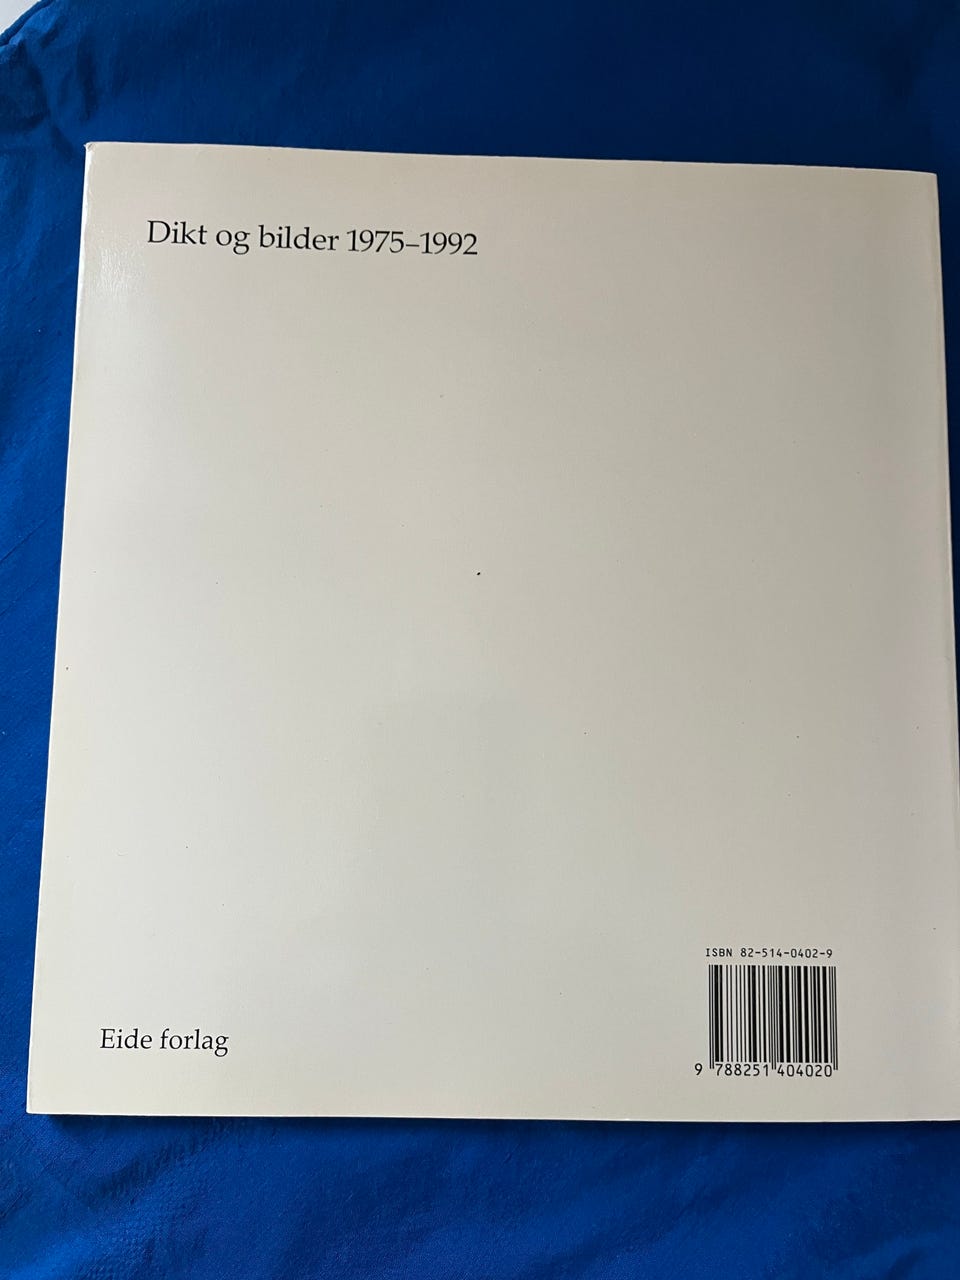 Dikt og bilder 1975–1992
ISBN 82-514-0402-9
9 788251 404020
Eide forlag